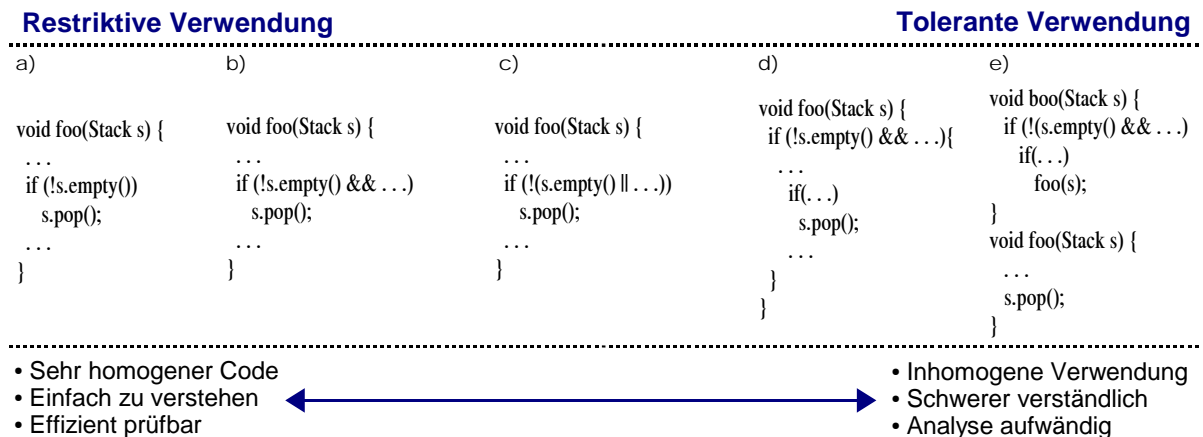 Restriktive Verwendung
Tolerante Verwendung
a)
void foo(Stack s) {
. . .
if (!s.empty())
s.pop();
. . .
}
b)
void foo(Stack s) {
. . .
if (!s.empty() && . . .)
s.pop();
. . .
}
c)
void foo(Stack s) {
. . .
if (!(s.empty() || . . .))
s.pop();
. . .
}
d)
void foo(Stack s) {
if (!s.empty() && . . .){
. . .
if(. . .)
s.pop();
. . .
}
}
e)
void boo(Stack s) {
if (!(s.empty() && . . .)
if(. . .)
foo(s);
}
void foo(Stack s) {
. . .
s.pop();
}
• Sehr homogener Code
• Einfach zu verstehen
• Effizient prüfbar
• Inhomogene Verwendung
• Schwerer verständlich
• Analyse aufwändig